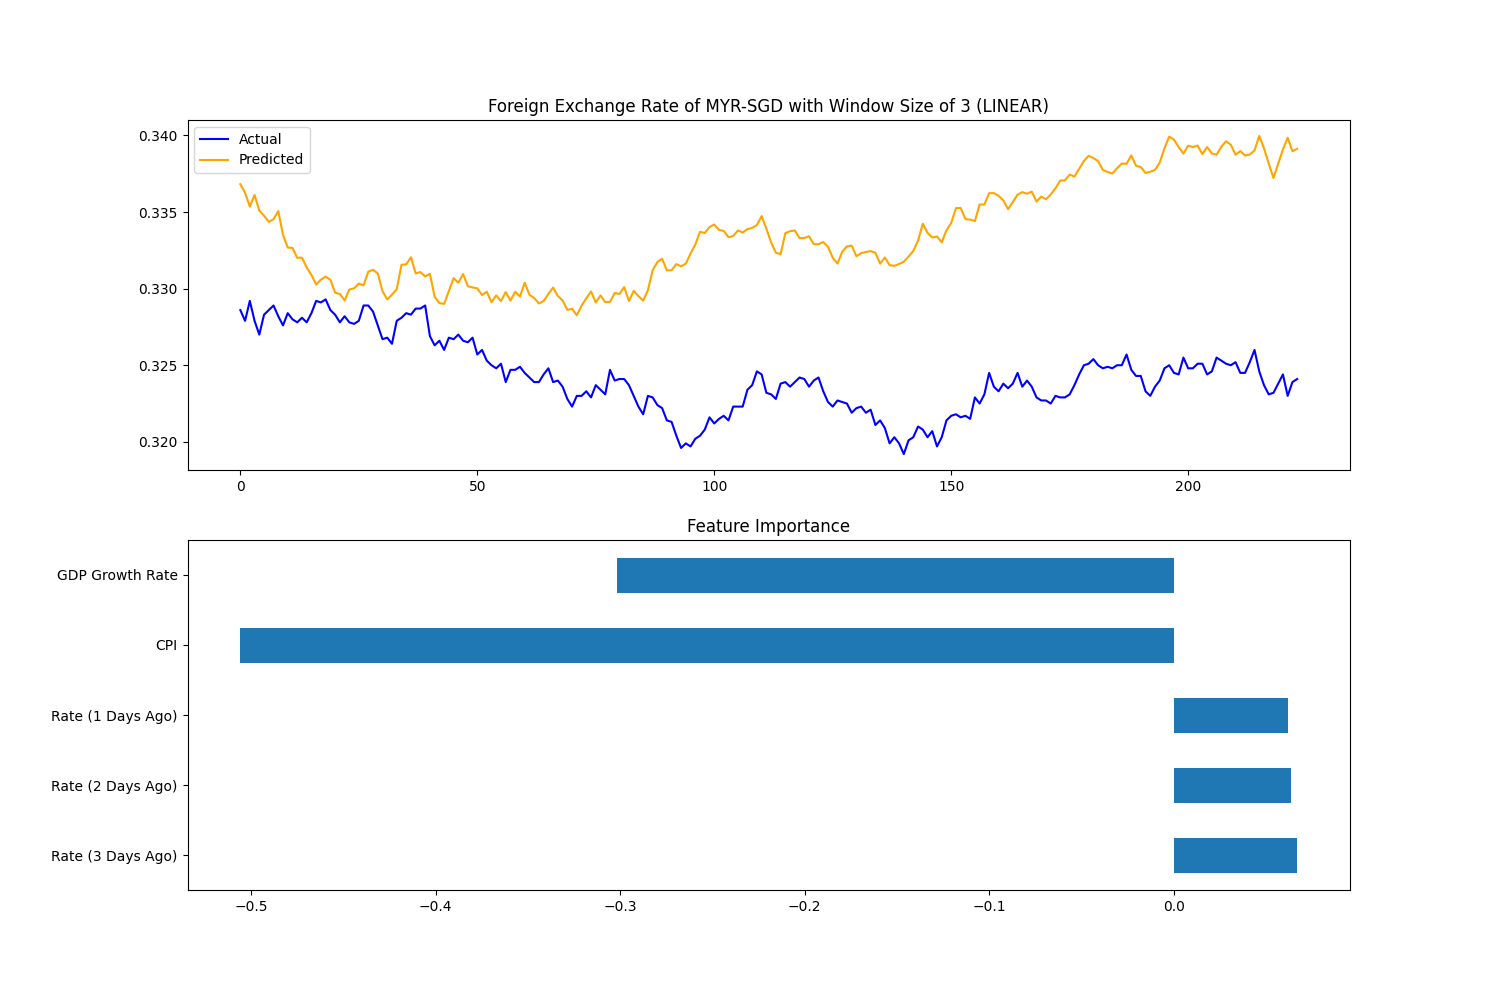 Foreign Exchange Rate of MYR-SGD with Window Size of 3 (LINEAR)
Actual
Predicted
0.340
0.335
0.330
0.325
0.320
0 50 100 150 200
Feature Importance
GDP Growth Rate
CPI
Rate (1 Days Ago)
Rate (2 Days Ago)
Rate (3 Days Ago)
−0.5 −0.4 −0.3 −0.2 −0.1 0.0